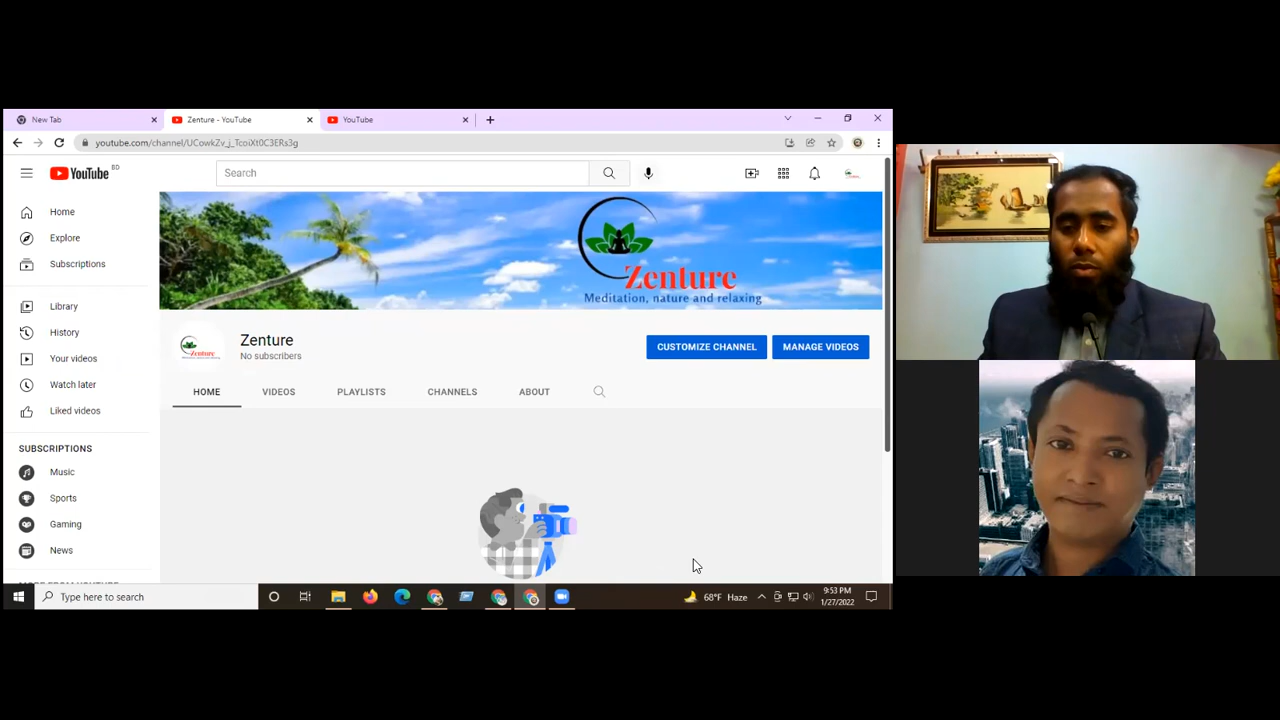 New Tab
Zenture - YouTube
YouTube
youtube.com/channel/UCowkZv_j_TcoiXt0C3ERs3g
YouTube BD
Search
Home
Explore
Subscriptions
Library
History
Your videos
Watch later
Liked videos
SUBSCRIPTIONS
Music
Sports
Gaming
News
Zenture
Meditation, nature and relaxing
Zenture
Zenture
No subscribers
CUSTOMIZE CHANNEL
MANAGE VIDEOS
HOME
VIDEOS
PLAYLISTS
CHANNELS
ABOUT
Type here to search
68°F Haze
9:53 PM
1/27/2022